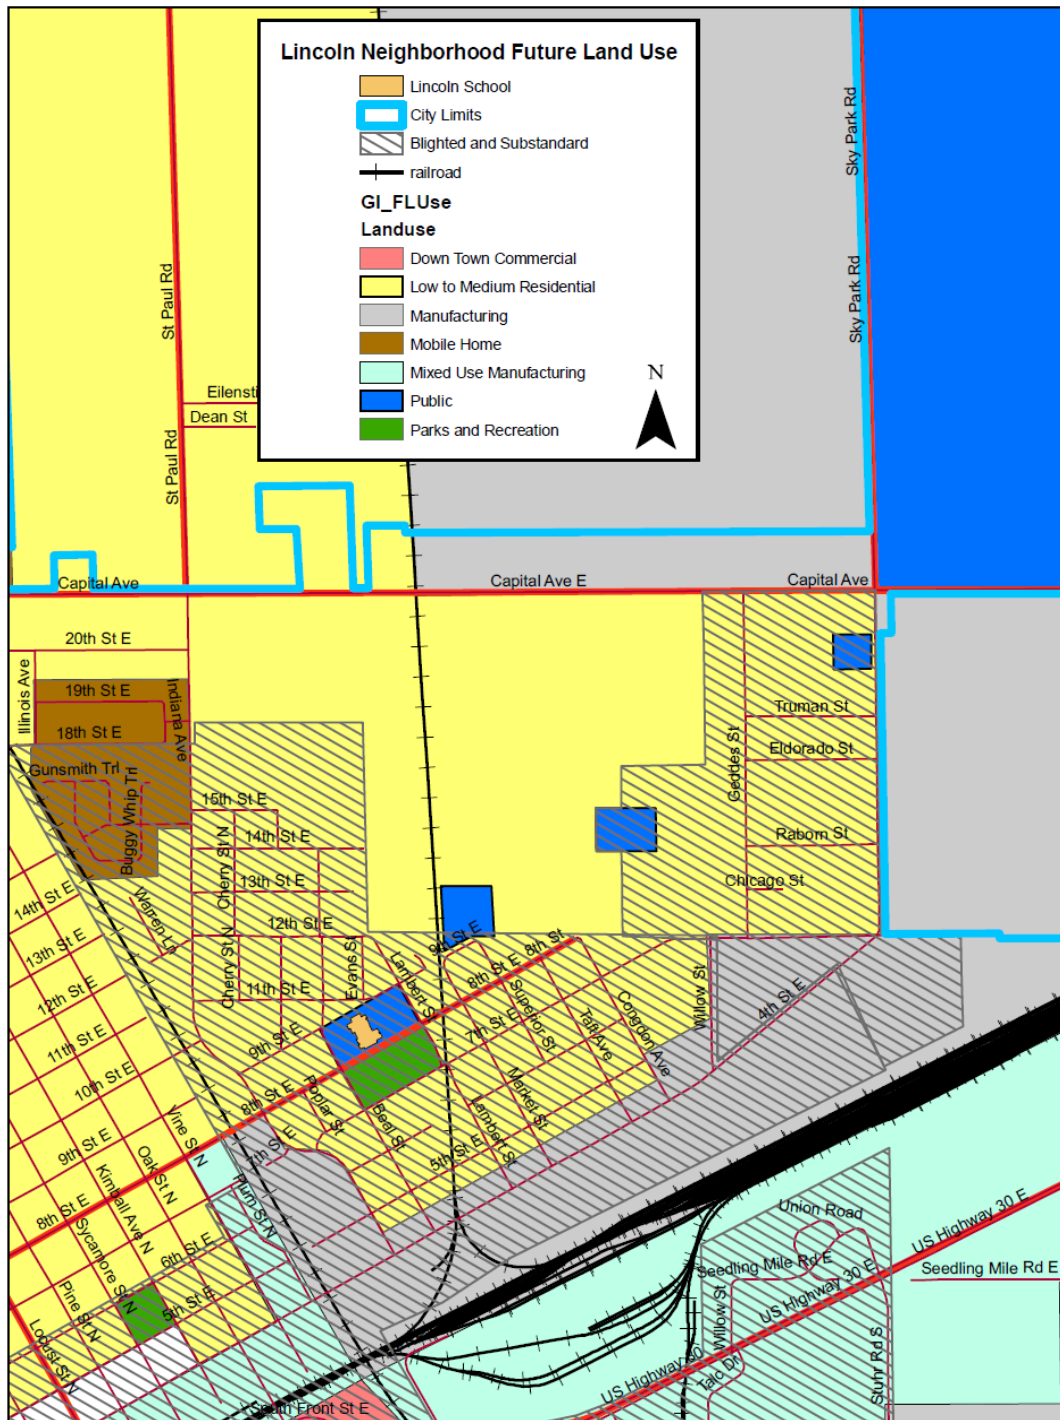 Lincoln Neighborhood Future Land Use
Lincoln School
City Limits
Blighted and Substandard
railroad
GI_FLUse
Landuse
Down Town Commercial
Low to Medium Residential
Manufacturing
Mobile Home
Mixed Use Manufacturing
Public
Parks and Recreation
N
Sky Park Rd
Sky Park Rd
St Paul Rd
St Paul Rd
Eilensti
Dean St
Capital Ave
Capital Ave E
Capital Ave
20th St E
Illinois Ave
19th St E
Indiana Ave
18th St E
Gunsmith Trl
Buggy Whip Trl
Truman St
Eldorado St
Geddes St
Raborn St
Chicago St
15th St E
14th St E
Cherry St N
13th St E
12th St E
Warren Ln
Cherry St N
Evans St
11th St E
Lambert St
9th St E
8th St
8th St E
Superior St
7th St E
Taft Ave
Congdon Ave
Willow St
4th St E
14th St E
13th St E
12th St E
11th St E
10th St E
9th St E
8th St E
9th St E
8th St E
Poplar St
Beal St
Lambert St
Market St
5th St E
7th St E
Vine St N
Oak St N
Plum St N
Kimball Ave N
Sycamore St N
6th St E
5th St E
Pine St N
Locust St N
South Front St E
Union Road
Seedling Mile Rd E
US Highway 30 E
Seedling Mile Rd E
US Highway 30 E
Willow St
US Highway 30
Talc Dr
Stuhr Rd S